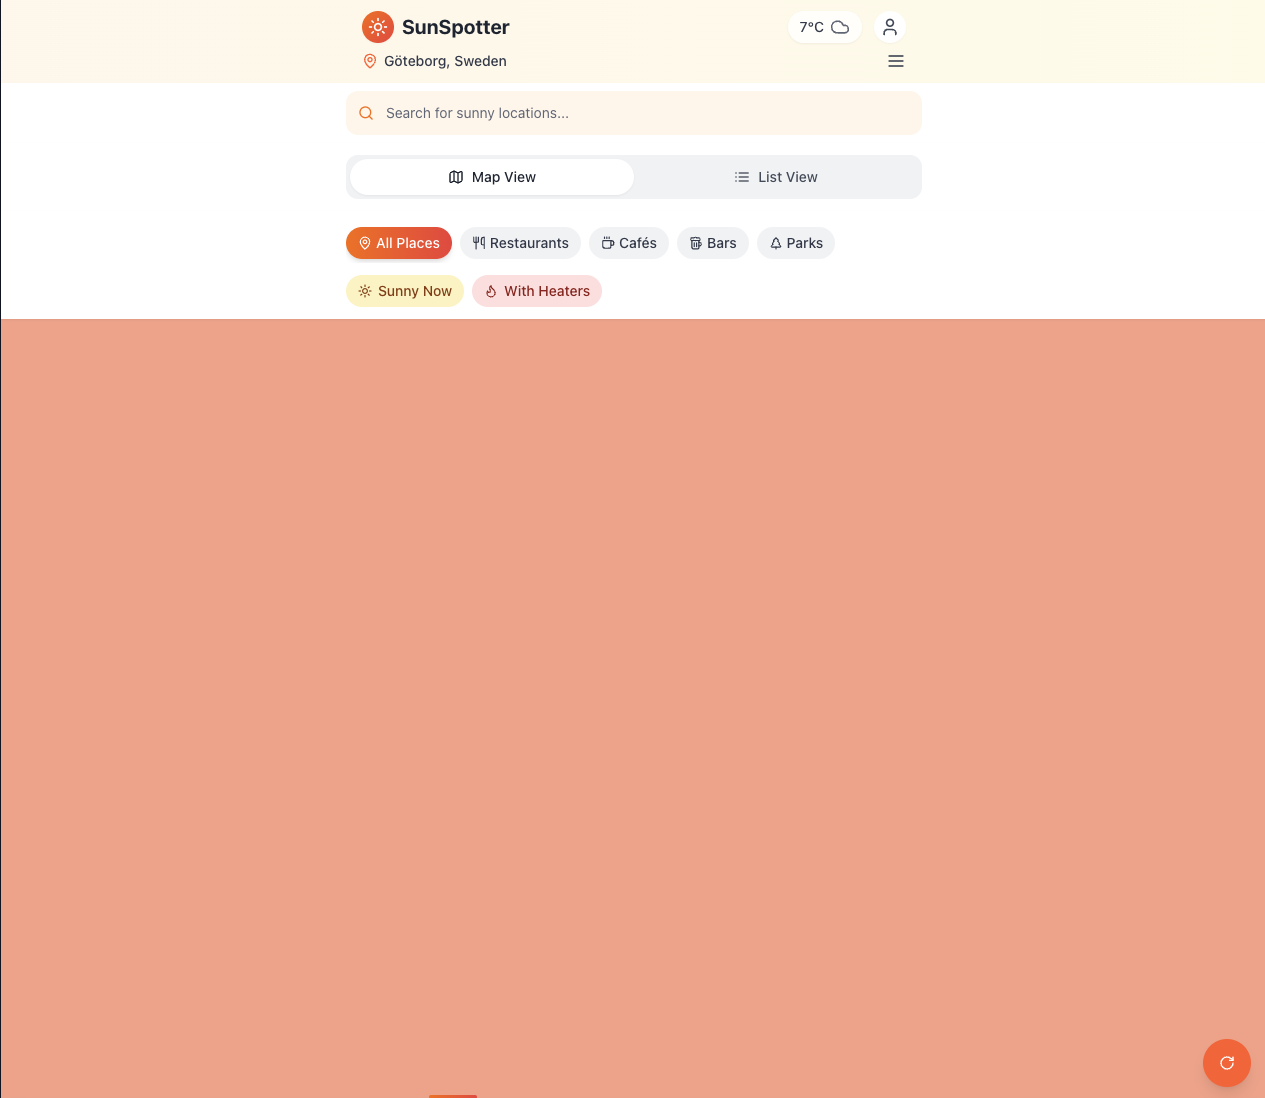 SunSpotter
7°C
Göteborg, Sweden
Search for sunny locations...
Map View
List View
All Places
Restaurants
Cafés
Bars
Parks
Sunny Now
With Heaters